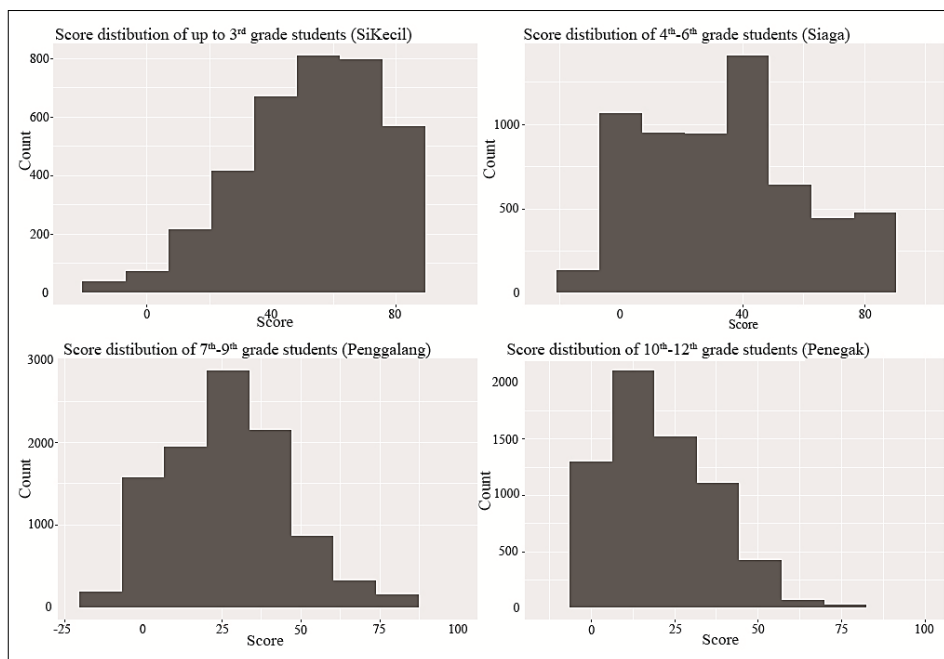 Score distibution of up to 3rd grade students (SiKecil)
800
600
400
200
0
Count
0
40
80
Score
Score distibution of 4th-6th grade students (Siaga)
1000
500
0
Count
0
40
80
Score
Score distibution of 7th-9th grade students (Penggalang)
3000
2000
1000
0
Count
-25
0
25
50
75
100
Score
Score distibution of 10th-12th grade students (Penegak)
2000
1500
1000
500
0
Count
0
25
50
75
100
Score